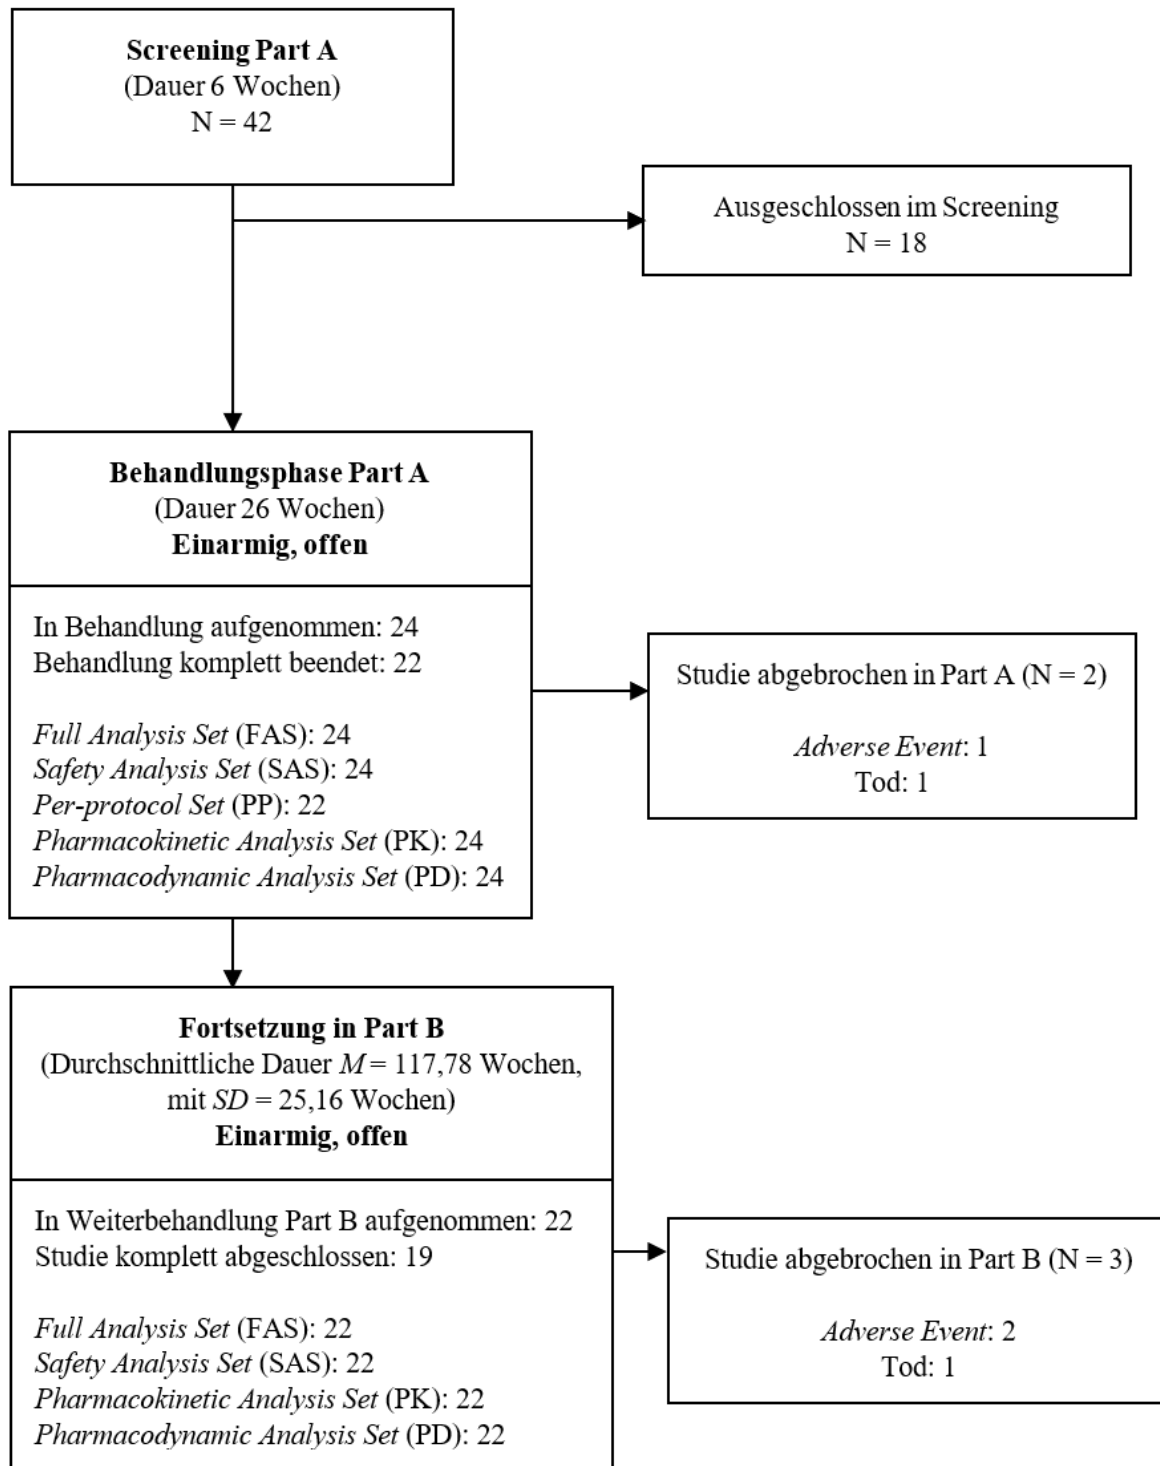 Screening Part A
(Dauer 6 Wochen)
N = 42
Ausgeschlossen im Screening
N = 18
Behandlungsphase Part A
(Dauer 26 Wochen)
Einarmig, offen
In Behandlung aufgenommen: 24
Behandlung komplett beendet: 22
Full Analysis Set (FAS): 24
Safety Analysis Set (SAS): 24
Per-protocol Set (PP): 22
Pharmacokinetic Analysis Set (PK): 24
Pharmacodynamic Analysis Set (PD): 24
Studie abgebrochen in Part A (N = 2)
Adverse Event: 1
Tod: 1
Fortsetzung in Part B
(Durchschnittliche Dauer M = 117,78 Wochen,
mit SD = 25,16 Wochen)
Einarmig, offen
In Weiterbehandlung Part B aufgenommen: 22
Studie komplett abgeschlossen: 19
Full Analysis Set (FAS): 22
Safety Analysis Set (SAS): 22
Pharmacokinetic Analysis Set (PK): 22
Pharmacodynamic Analysis Set (PD): 22
Studie abgebrochen in Part B (N = 3)
Adverse Event: 2
Tod: 1